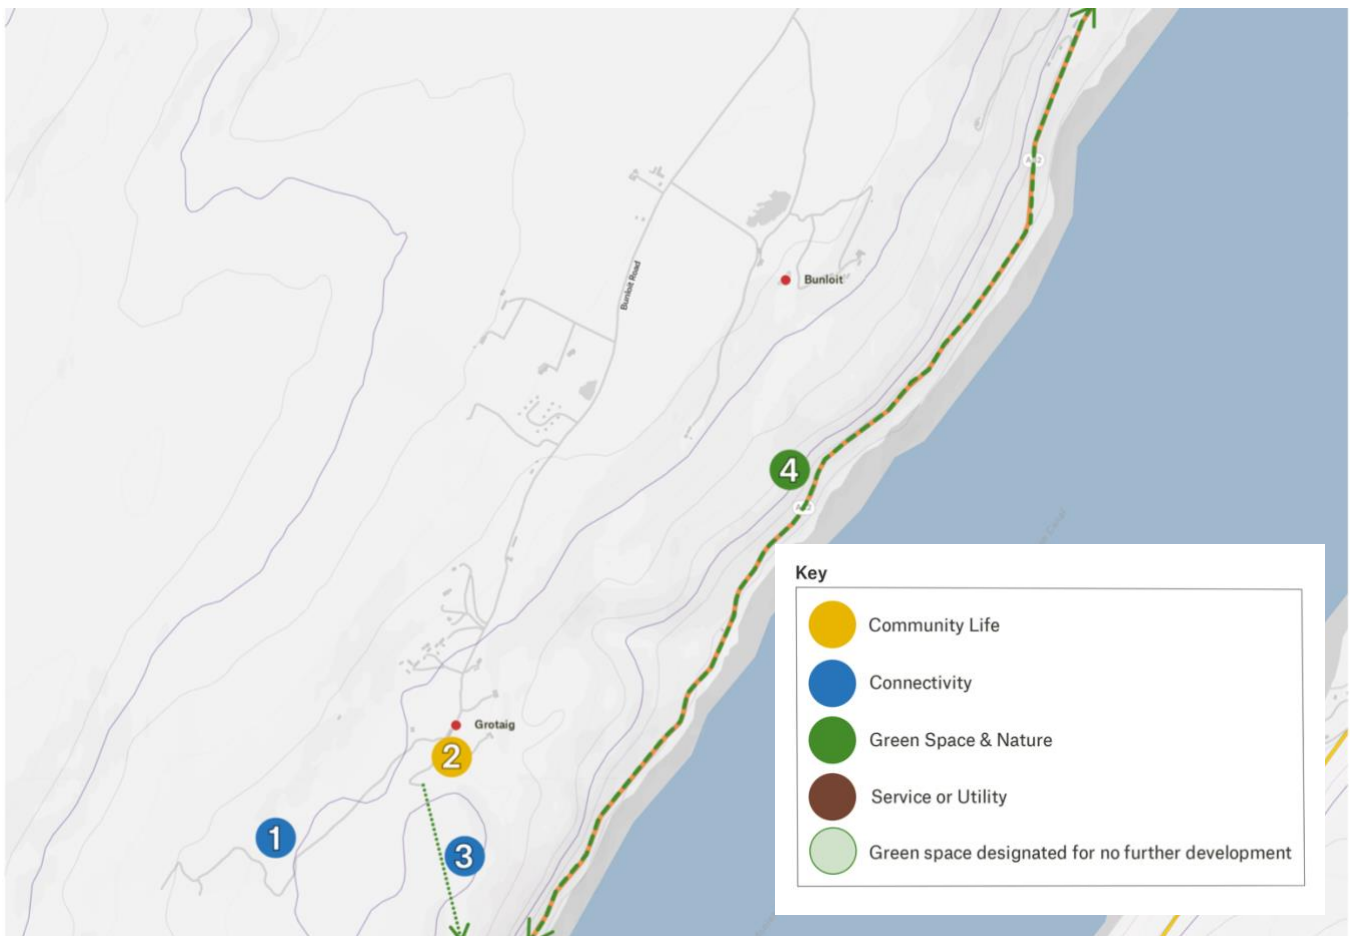 Bunloit Road
Bunloit
4
Grotaig
2
1
3
Key
Community Life
Connectivity
Green Space & Nature
Service or Utility
Green space designated for no further development